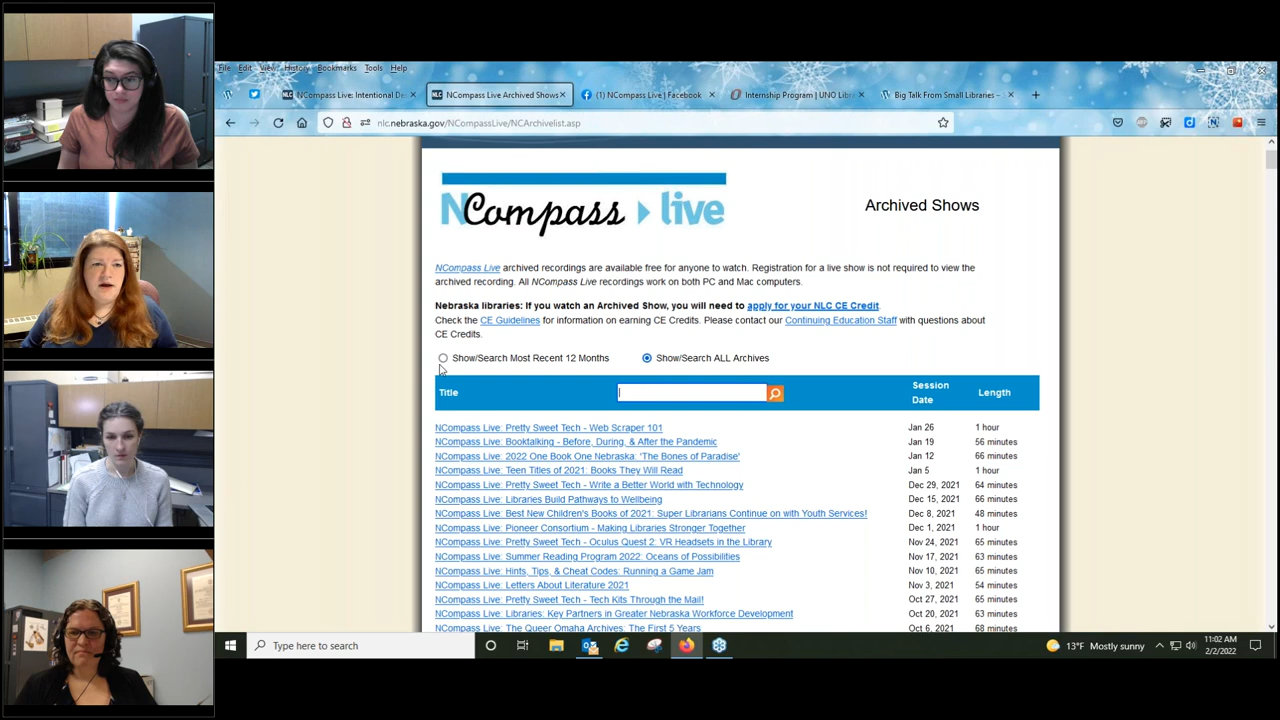 File Edit View History Bookmarks Tools Help
NCompass Live: Intentional De
NCompass Live Archived Shows
(1) NCompass Live | Facebook
Internship Program | UNO Libr
Big Talk From Small Libraries –
nlc.nebraska.gov/NCompassLive/NCArchivelist.asp
NCompass live
Archived Shows
NCompass Live archived recordings are available free for anyone to watch. Registration for a live show is not required to view the
archived recording. All NCompass Live recordings work on both PC and Mac computers.
Nebraska libraries: If you watch an Archived Show, you will need to apply for your NLC CE Credit.
Check the CE Guidelines for information on earning CE Credits. Please contact our Continuing Education Staff with questions about
CE Credits.
Show/Search Most Recent 12 Months Show/Search ALL Archives
Title Session Date Length
NCompass Live: Pretty Sweet Tech - Web Scraper 101 Jan 26 1 hour
NCompass Live: Booktalking - Before, During, & After the Pandemic Jan 19 56 minutes
NCompass Live: 2022 One Book One Nebraska: 'The Bones of Paradise' Jan 12 66 minutes
NCompass Live: Teen Titles of 2021: Books They Will Read Jan 5 1 hour
NCompass Live: Pretty Sweet Tech - Write a Better World with Technology Dec 29, 2021 64 minutes
NCompass Live: Libraries Build Pathways to Wellbeing Dec 15, 2021 66 minutes
NCompass Live: Best New Children's Books of 2021: Super Librarians Continue on with Youth Services! Dec 8, 2021 48 minutes
NCompass Live: Pioneer Consortium - Making Libraries Stronger Together Dec 1, 2021 1 hour
NCompass Live: Pretty Sweet Tech - Oculus Quest 2: VR Headsets in the Library Nov 24, 2021 65 minutes
NCompass Live: Summer Reading Program 2022: Oceans of Possibilities Nov 17, 2021 63 minutes
NCompass Live: Hints, Tips, & Cheat Codes: Running a Game Jam Nov 10, 2021 65 minutes
NCompass Live: Letters About Literature 2021 Nov 3, 2021 54 minutes
NCompass Live: Pretty Sweet Tech - Tech Kits Through the Mail! Oct 27, 2021 65 minutes
NCompass Live: Libraries: Key Partners in Greater Nebraska Workforce Development Oct 20, 2021 63 minutes
NCompass Live: The Queer Omaha Archives: The First 5 Years Oct 6, 2021 68 minutes
Type here to search
13°F Mostly sunny
11:02 AM
2/2/2022